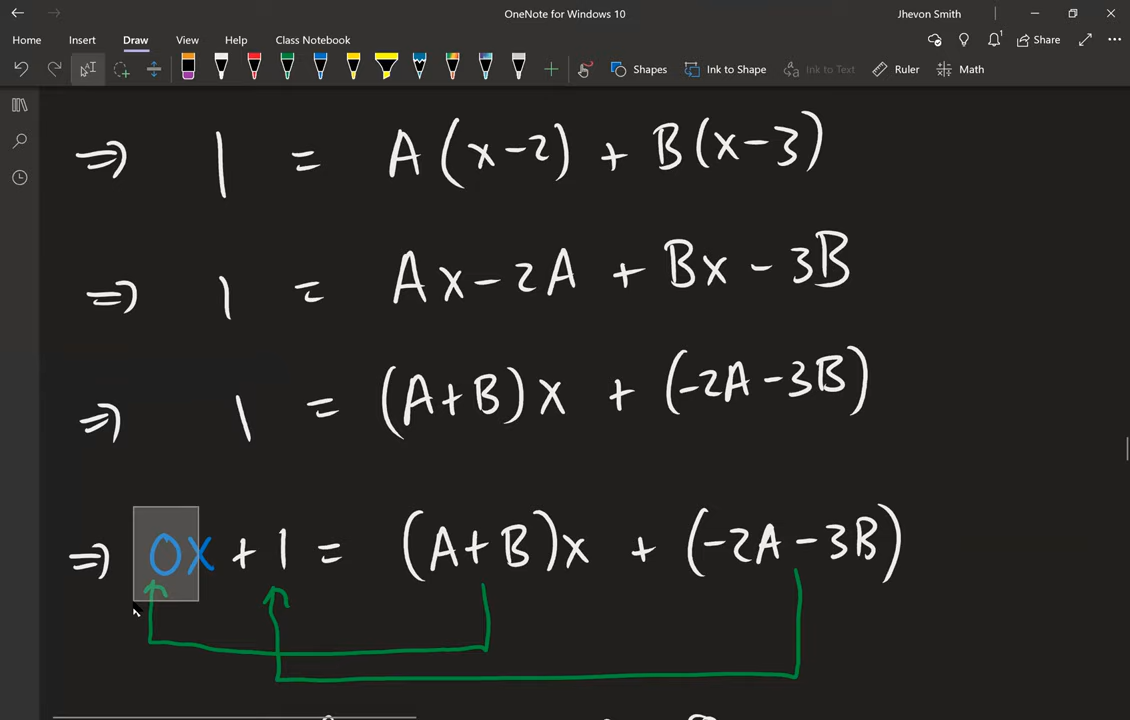 OneNote for Windows 10
Jhevon Smith
Home Insert Draw View Help Class Notebook
Share
Shapes Ink to Shape Ink to Text Ruler Math
⇒ 1 = A(x-2) + B(x-3)
⇒ 1 = Ax-2A + Bx-3B
⇒ 1 = (A+B)x + (-2A-3B)
⇒ 0x + 1 = (A+B)x + (-2A-3B)